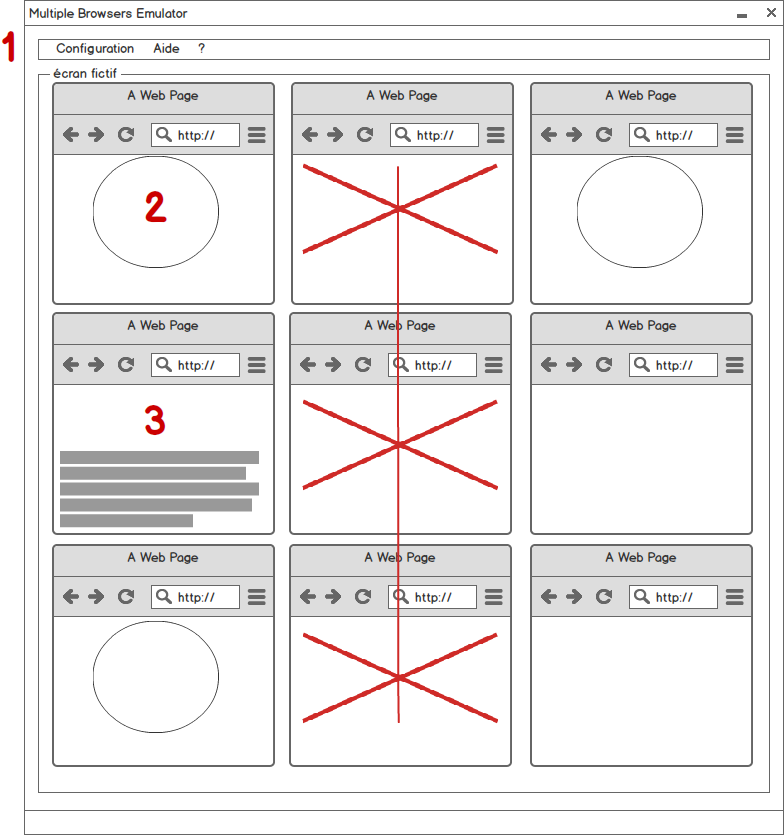 Multiple Browsers Emulator
1
Configuration Aide ?
écran fictif
A Web Page A Web Page A Web Page
http:// http:// http://
2
A Web Page A Web Page A Web Page
http:// http:// http://
3
A Web Page A Web Page A Web Page
http:// http:// http://